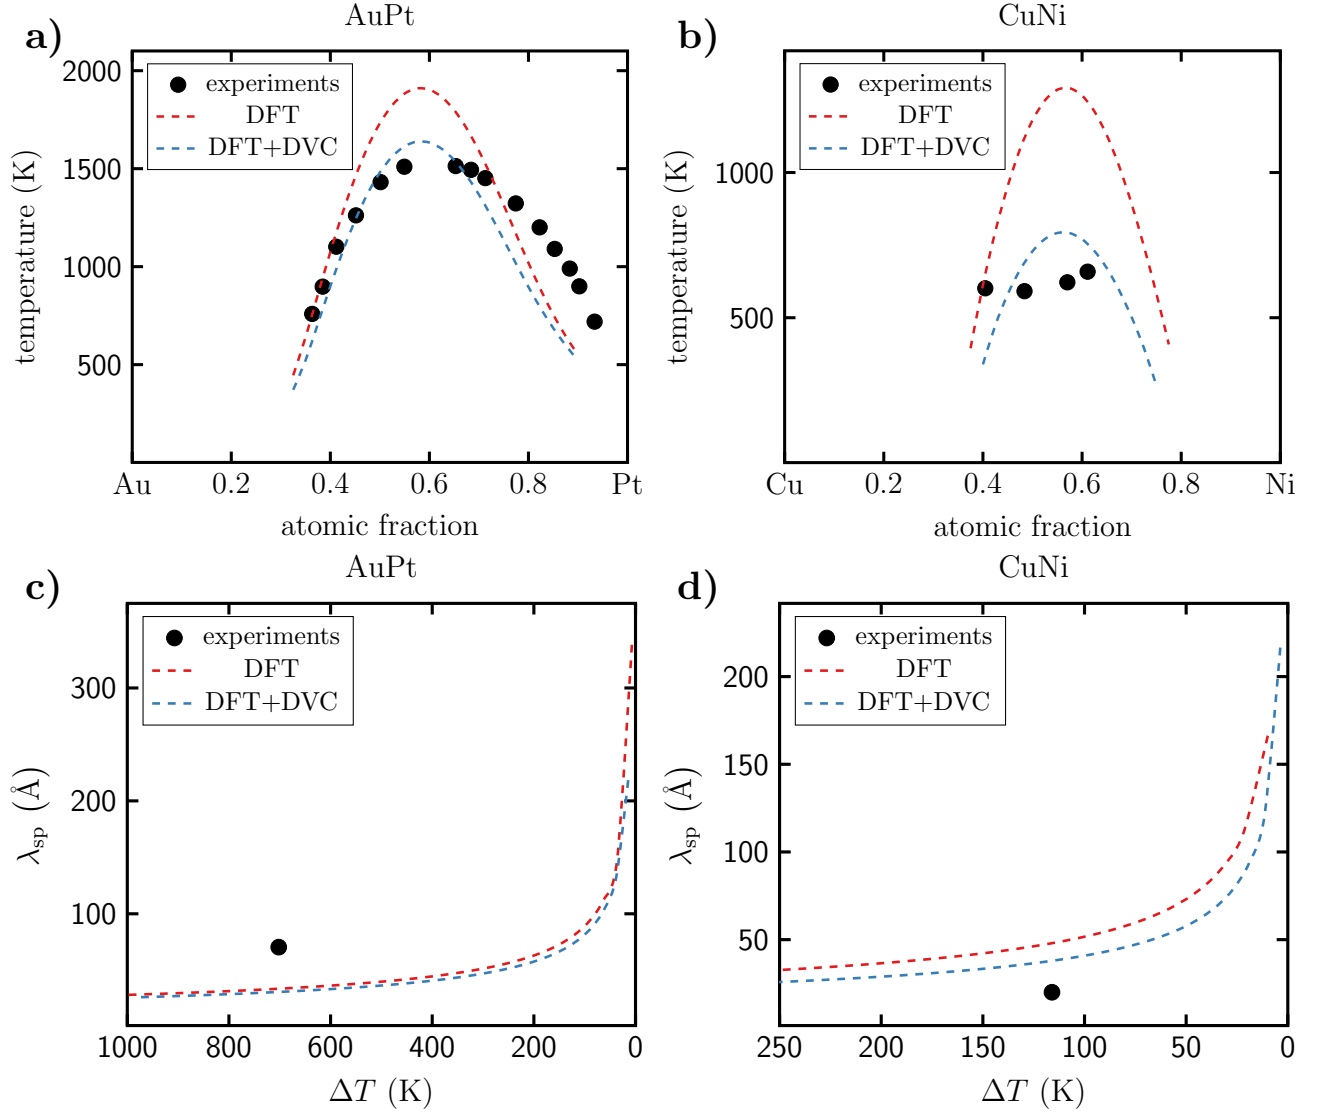 a)
AuPt
experiments
DFT
DFT+DVC
2000
1500
1000
500
temperature (K)
Au 0.2 0.4 0.6 0.8 Pt
atomic fraction
b)
CuNi
experiments
DFT
DFT+DVC
1000
500
temperature (K)
Cu 0.2 0.4 0.6 0.8 Ni
atomic fraction
c)
AuPt
experiments
DFT
DFT+DVC
300
200
100
λsp (Å)
1000 800 600 400 200 0
ΔT (K)
d)
CuNi
experiments
DFT
DFT+DVC
200
150
100
50
λsp (Å)
250 200 150 100 50 0
ΔT (K)